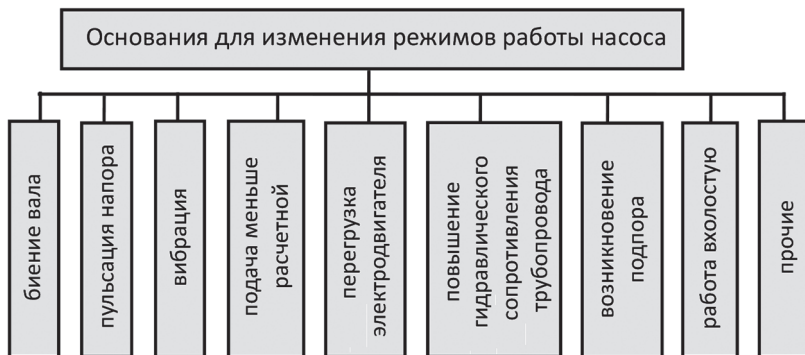 Основания для изменения режимов работы насоса
биение вала
пульсация напора
вибрация
подача меньше
расчетной
перегрузка
электродвигателя
повышение
гидравлического
сопротивления
трубопровода
возникновение
подпора
работа вхолостую
прочие